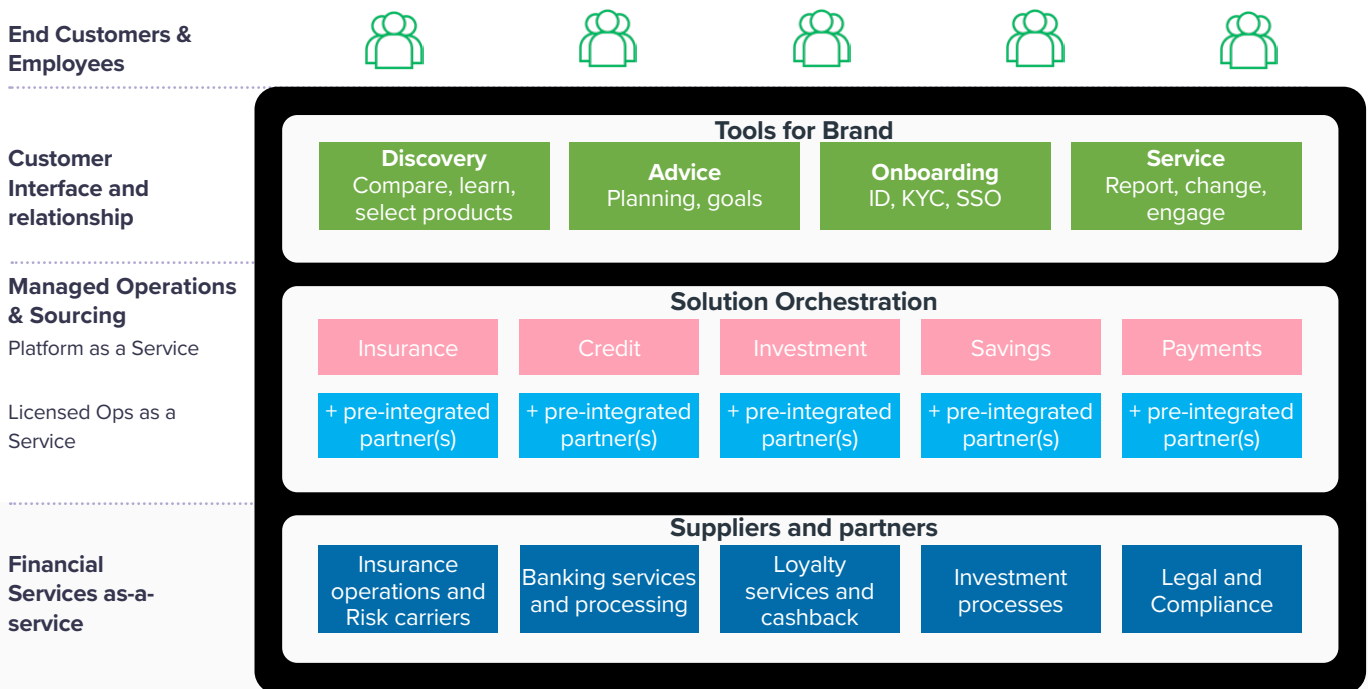 End Customers &
Employees
Customer
Interface and
relationship
Tools for Brand
Discovery
Compare, learn,
select products
Advice
Planning, goals
Onboarding
ID, KYC, SSO
Service
Report, change,
engage
Managed Operations
& Sourcing
Platform as a Service
Licensed Ops as a
Service
Solution Orchestration
Insurance
Credit
Investment
Savings
Payments
+ pre-integrated
partner(s)
+ pre-integrated
partner(s)
+ pre-integrated
partner(s)
+ pre-integrated
partner(s)
+ pre-integrated
partner(s)
Financial
Services as-a-
service
Suppliers and partners
Insurance
operations and
Risk carriers
Banking services
and processing
Loyalty
services and
cashback
Investment
processes
Legal and
Compliance